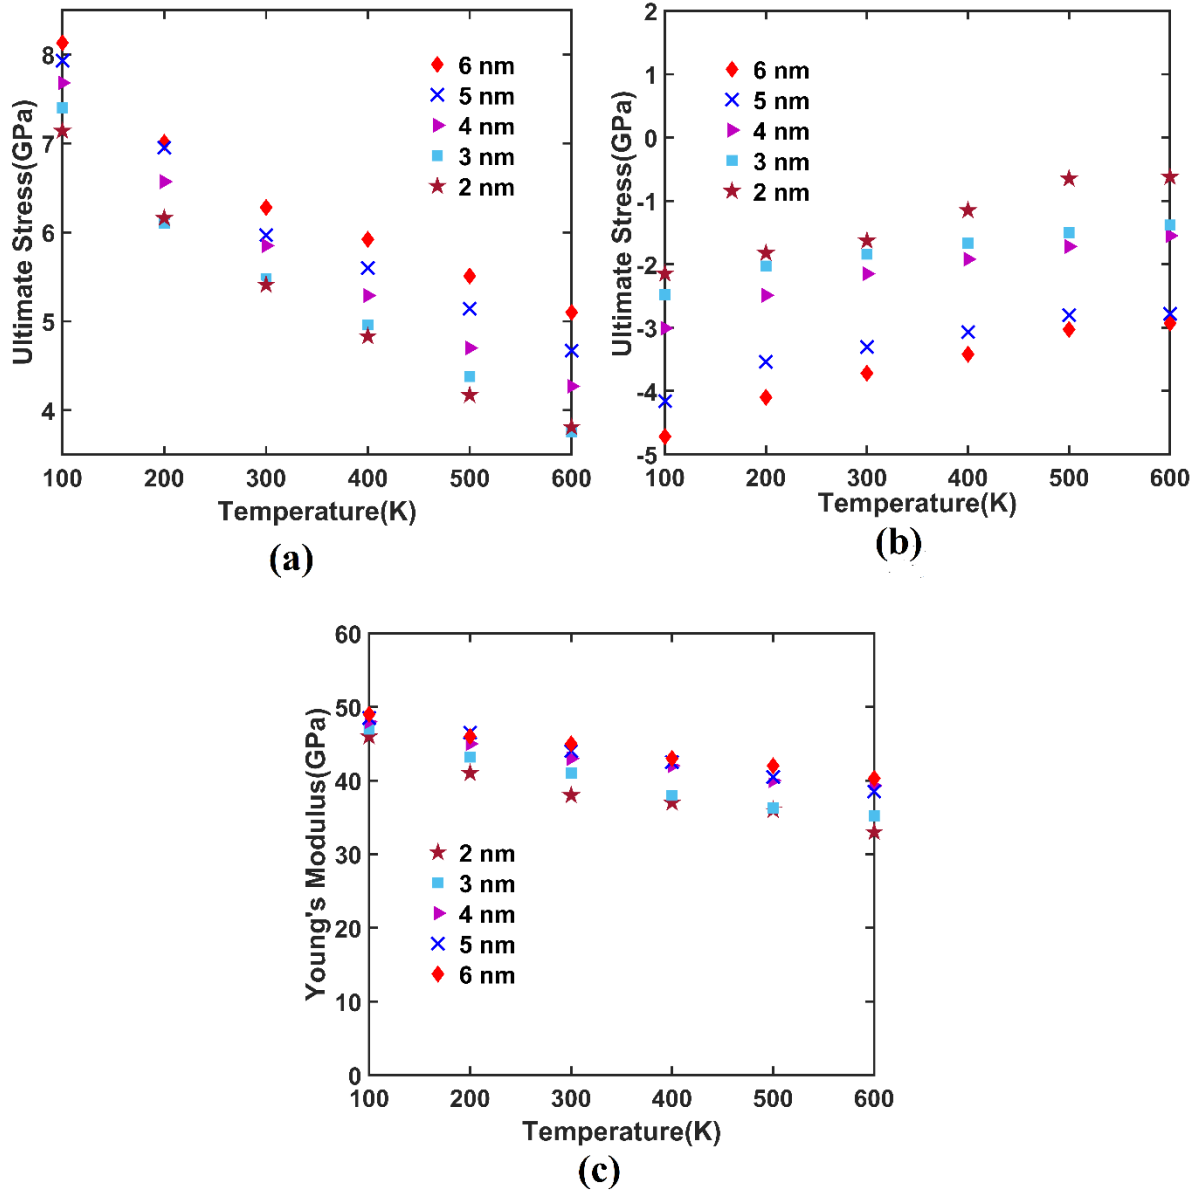 8
7
6
5
4
100 200 300 400 500 600
Ultimate Stress(GPa)
Temperature(K)
6 nm
5 nm
4 nm
3 nm
2 nm
(a)
2
1
0
-1
-2
-3
-4
-5
100 200 300 400 500 600
Ultimate Stress(GPa)
Temperature(K)
6 nm
5 nm
4 nm
3 nm
2 nm
(b)
60
50
40
30
20
10
0
100 200 300 400 500 600
Young's Modulus(GPa)
Temperature(K)
2 nm
3 nm
4 nm
5 nm
6 nm
(c)